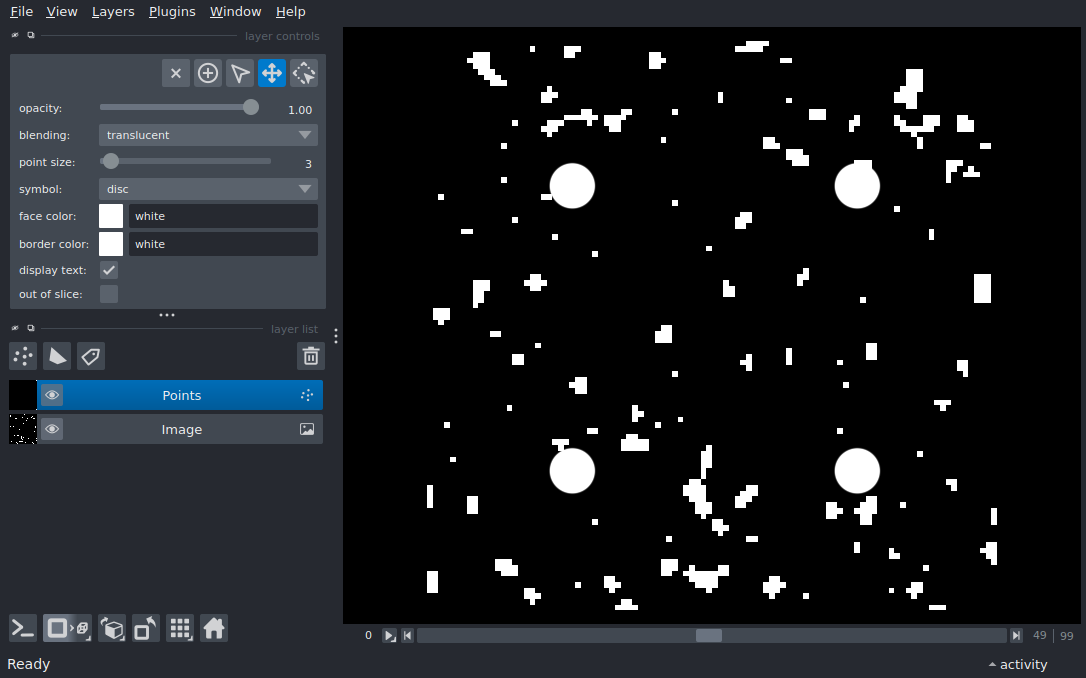 File View Layers Plugins Window Help
layer controls
opacity: 1.00
blending: translucent
point size: 3
symbol: disc
face color: white
border color: white
display text:
out of slice:
layer list
Points
Image
0 49 99
Ready activity